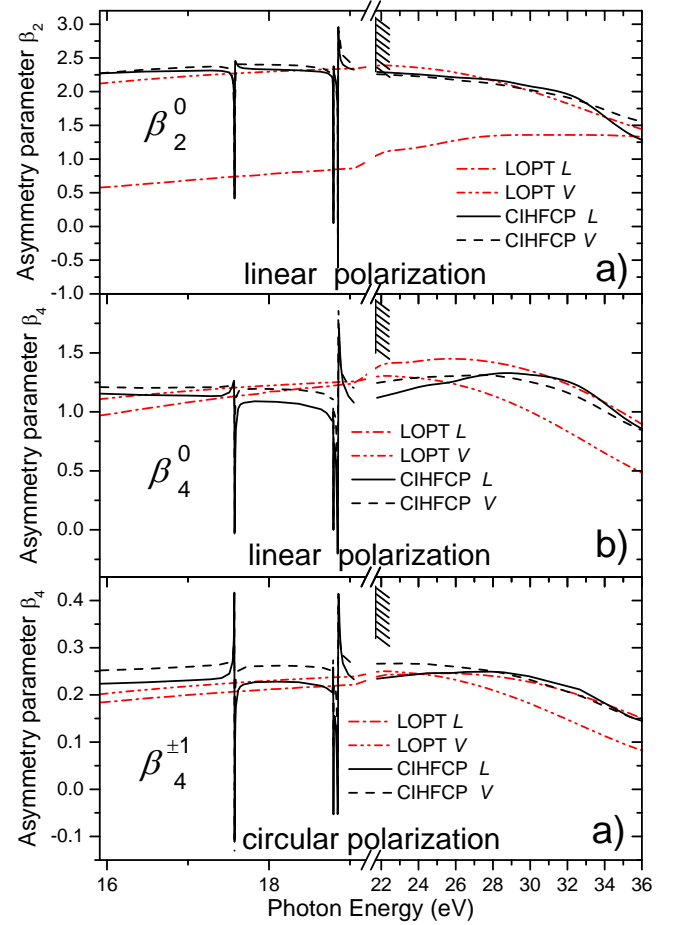 Asymmetry parameter β₂
3.0
2.5
2.0
1.5
1.0
0.5
0.0
-0.5
-1.0
β₂⁰
LOPT L
LOPT V
CIHFCP L
CIHFCP V
linear polarization
a)
Asymmetry parameter β₄
1.5
1.0
0.5
0.0
β₄⁰
LOPT L
LOPT V
CIHFCP L
CIHFCP V
linear polarization
b)
Asymmetry parameter β₄
0.4
0.3
0.2
0.1
0.0
-0.1
β₄±¹
LOPT L
LOPT V
CIHFCP L
CIHFCP V
circular polarization
a)
16 18 22 24 26 28 30 32 34 36
Photon Energy (eV)